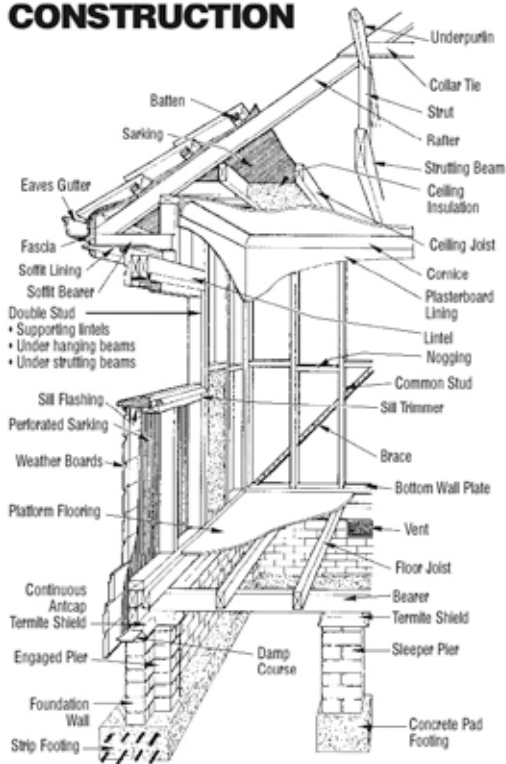 CONSTRUCTION
Underpurlin
Collar Tie
Batten
Strut
Sarking
Rafter
Strutting Beam
Eaves Gutter
Ceiling
Insulation
Fascia
Ceiling Joist
Soffit Lining
Cornice
Soffit Bearer
Plasterboard
Lining
Double Stud
• Supporting lintels
• Under hanging beams
• Under strutting beams
Lintel
Nogging
Common Stud
Sill Flashing
Sill Trimmer
Perforated Sarking
Brace
Weather Boards
Bottom Wall Plate
Platform Flooring
Vent
Floor Joist
Continuous
Antcap
Bearer
Termite Shield
Termite Shield
Engaged Pier
Damp
Course
Sleeper Pier
Foundation
Wall
Concrete Pad
Footing
Strip Footing